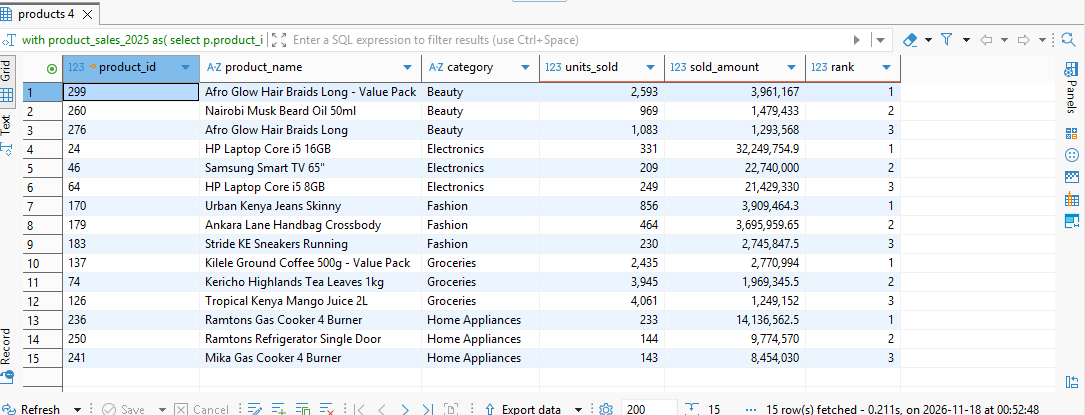 products 4
with product_sales_2025 as( select p.product_i Enter a SQL expression to filter results (use Ctrl+Space)
Grid
Text
Record
Panels
123 product_id A-Z product_name A-Z category 123 units_sold 123 sold_amount 123 rank
1 299 Afro Glow Hair Braids Long - Value Pack Beauty 2,593 3,961,167 1
2 260 Nairobi Musk Beard Oil 50ml Beauty 969 1,479,433 2
3 276 Afro Glow Hair Braids Long Beauty 1,083 1,293,568 3
4 24 HP Laptop Core i5 16GB Electronics 331 32,249,754.9 1
5 46 Samsung Smart TV 65" Electronics 209 22,740,000 2
6 64 HP Laptop Core i5 8GB Electronics 249 21,429,330 3
7 170 Urban Kenya Jeans Skinny Fashion 856 3,909,464.3 1
8 179 Ankara Lane Handbag Crossbody Fashion 464 3,695,959.65 2
9 183 Stride KE Sneakers Running Fashion 230 2,745,847.5 3
10 137 Kilele Ground Coffee 500g - Value Pack Groceries 2,435 2,770,994 1
11 74 Kericho Highlands Tea Leaves 1kg Groceries 3,945 1,969,345.5 2
12 126 Tropical Kenya Mango Juice 2L Groceries 4,061 1,249,152 3
13 236 Ramtons Gas Cooker 4 Burner Home Appliances 233 14,136,562.5 1
14 250 Ramtons Refrigerator Single Door Home Appliances 144 9,774,570 2
15 241 Mika Gas Cooker 4 Burner Home Appliances 143 8,454,030 3
Refresh Save Cancel Export data 200 15 ... 15 row(s) fetched - 0.211s, on 2026-11-18 at 00:52:48